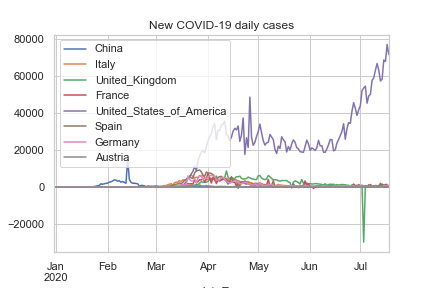 New COVID-19 daily cases
80000
60000
40000
20000
0
−20000
China
Italy
United_Kingdom
France
United_States_of_America
Spain
Germany
Austria
Jan Feb Mar Apr May Jun Jul
2020